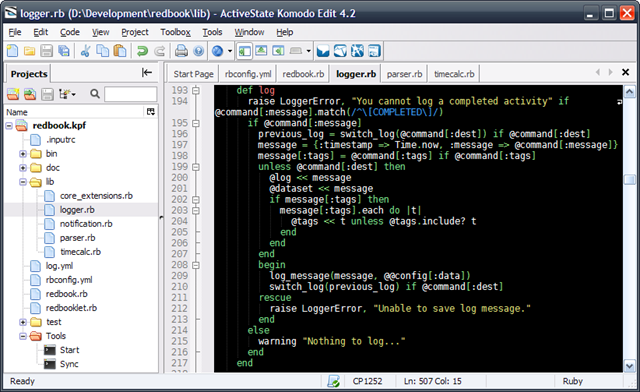 logger.rb (D:\Development\redbook\lib) - ActiveState Komodo Edit 4.2
File Edit Code View Project Toolbox Tools Window Help
Projects
Start Page rbconfig.yml redbook.rb logger.rb parser.rb timecalc.rb
Name
redbook.kpf
.inputrc
bin
doc
lib
core_extensions.rb
logger.rb
notification.rb
parser.rb
timecalc.rb
log.yml
rbconfig.yml
redbook.rb
redbooklet.rb
test
Tools
Start
Sync
193 def log
194 raise LoggerError, "You cannot log a completed activity" if
@command[:message].match(/^\[COMPLETED\]/)
195 if @command[:message]
196 previous_log = switch_log(@command[:dest]) if @command[:dest]
197 message = {:timestamp => Time.now, :message => @command[:message]}
198 message[:tags] = @command[:tags] if @command[:tags]
199 unless @command[:dest] then
200 @log << message
201 @dataset << message
202 if message[:tags] then
203 message[:tags].each do |t|
204 @tags << t unless @tags.include? t
205 end
206 end
207 end
208 begin
209 log_message(message, @@config[:data])
210 switch_log(previous_log) if @command[:dest]
211 rescue
212 raise LoggerError, "Unable to save log message."
213 end
214 else
215 warning "Nothing to log..."
216 end
217 end
CP1252 Ln: 507 Col: 15 Ruby